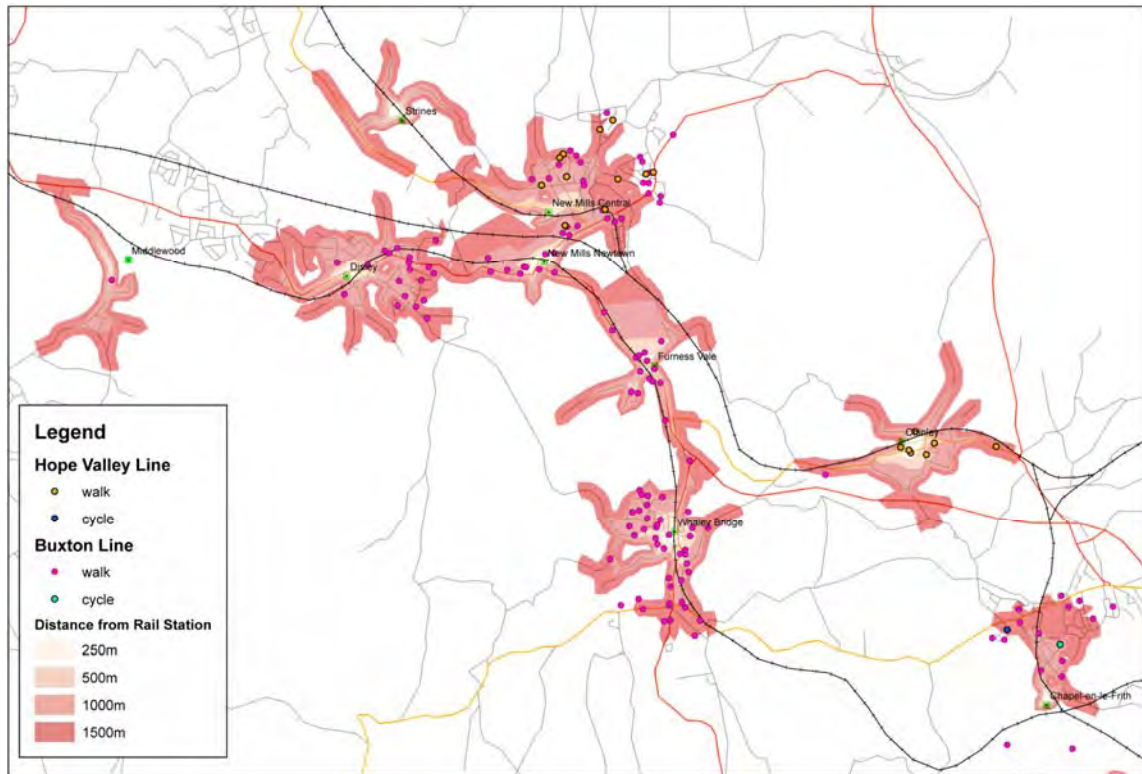 Strines
New Mills Central
Middlewood
Disley
New Mills Newtown
Furness Vale
Chinley
Whaley Bridge
Chapel-en-le-Frith
Legend
Hope Valley Line
walk
cycle
Buxton Line
walk
cycle
Distance from Rail Station
250m
500m
1000m
1500m